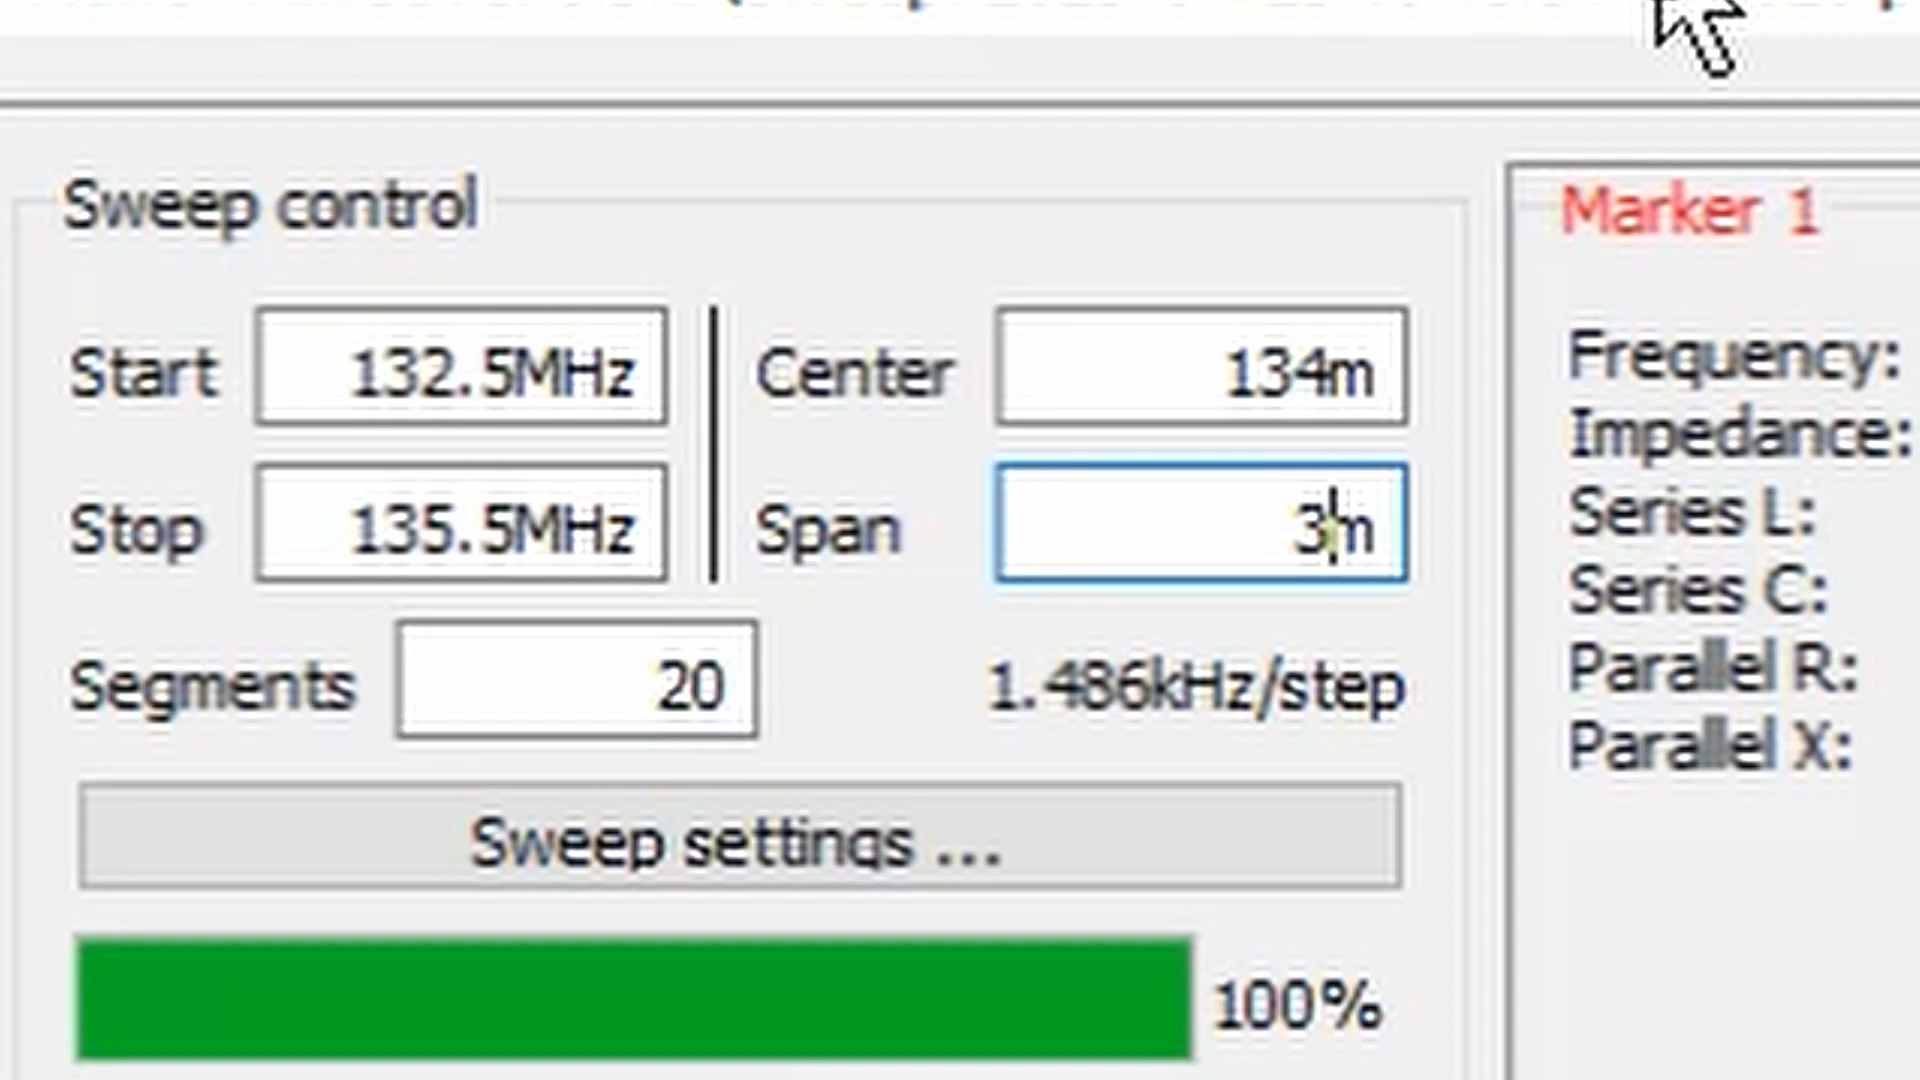 Sweep control
Start 132.5MHz Center 134m
Stop 135.5MHz Span 3m
Segments 20 1.486kHz/step
Sweep settings ...
100%
Marker 1
Frequency:
Impedance:
Series L:
Series C:
Parallel R:
Parallel X: